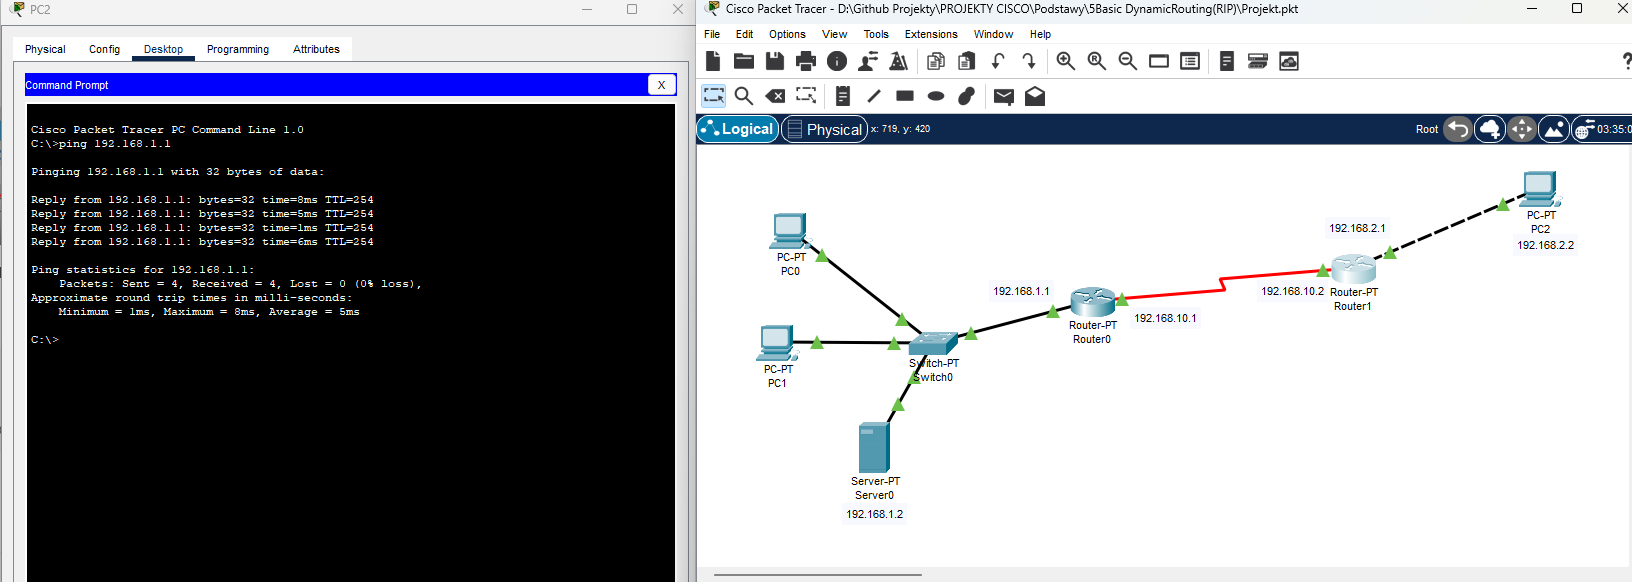 PC2
Physical Config Desktop Programming Attributes
Command Prompt
X
Cisco Packet Tracer PC Command Line 1.0
C:\>ping 192.168.1.1
Pinging 192.168.1.1 with 32 bytes of data:
Reply from 192.168.1.1: bytes=32 time=8ms TTL=254
Reply from 192.168.1.1: bytes=32 time=5ms TTL=254
Reply from 192.168.1.1: bytes=32 time=1ms TTL=254
Reply from 192.168.1.1: bytes=32 time=6ms TTL=254
Ping statistics for 192.168.1.1:
Packets: Sent = 4, Received = 4, Lost = 0 (0% loss),
Approximate round trip times in milli-seconds:
Minimum = 1ms, Maximum = 8ms, Average = 5ms
C:\>
Cisco Packet Tracer - D:\Github Projekty\PROJEKTY CISCO\Podstawy\5Basic DynamicRouting(RIP)\Projekt.pkt
File Edit Options View Tools Extensions Window Help
?
Logical Physical x: 719, y: 420 Root 03:35:0
PC-PT
PC0
PC-PT
PC1
Switch-PT
Switch0
Server-PT
Server0
192.168.1.2
192.168.1.1
Router-PT
Router0
192.168.10.1
192.168.10.2
192.168.2.1
Router-PT
Router1
PC-PT
PC2
192.168.2.2